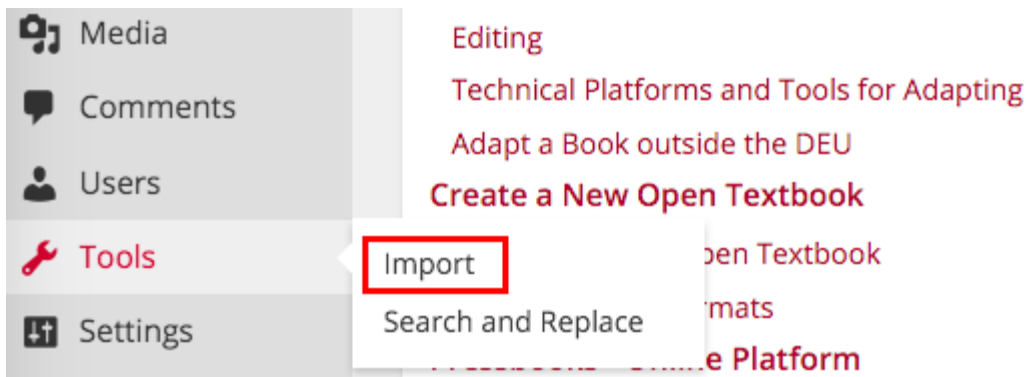 Media
Comments
Users
Tools
Settings
Import
Search and Replace
Editing
Technical Platforms and Tools for Adapting
Adapt a Book outside the DEU
Create a New Open Textbook
Textbook
Platform